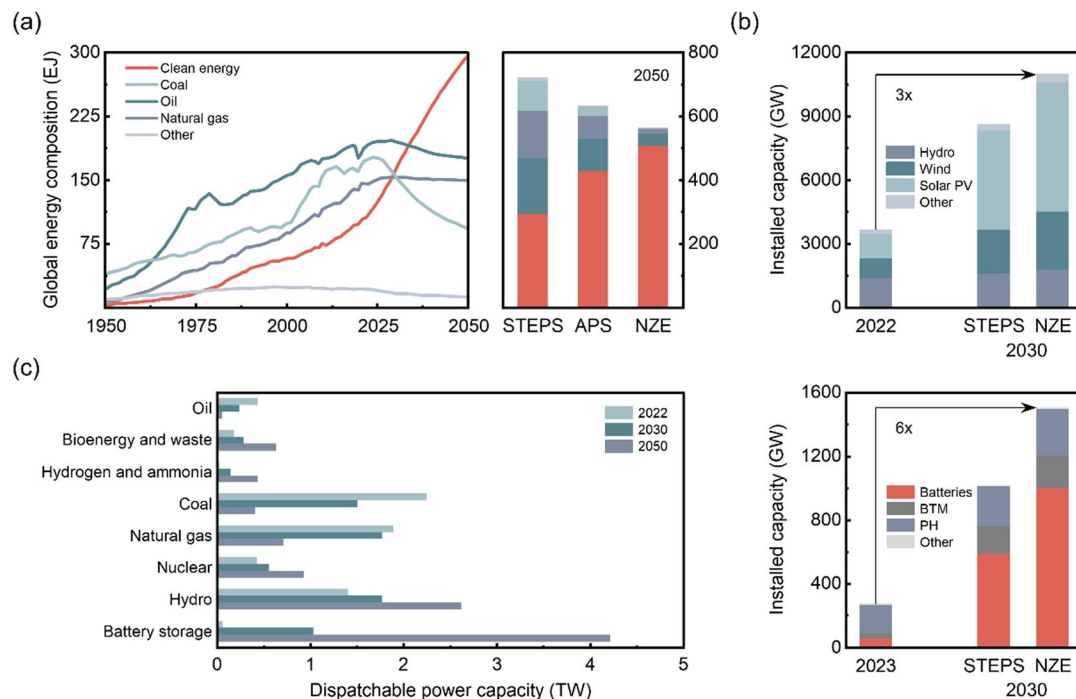 (a)
Global energy composition (EJ)
300
225
150
75
Clean energy
Coal
Oil
Natural gas
Other
1950
1975
2000
2025
2050
2050
800
600
400
200
STEPS
APS
NZE
(b)
Installed capacity (GW)
12000
9000
6000
3000
0
3x
Hydro
Wind
Solar PV
Other
2022
STEPS
NZE
2030
Installed capacity (GW)
1600
1200
800
400
0
6x
Batteries
BTM
PH
Other
2023
STEPS
NZE
2030
(c)
Oil
Bioenergy and waste
Hydrogen and ammonia
Coal
Natural gas
Nuclear
Hydro
Battery storage
2022
2030
2050
0
1
2
3
4
5
Dispatchable power capacity (TW)